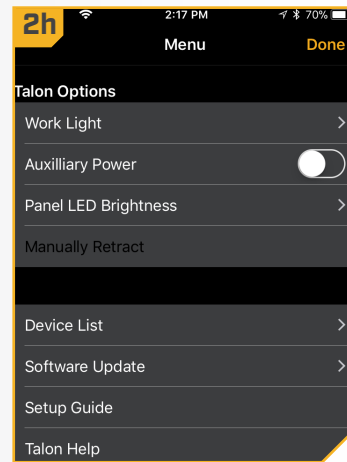 2h
2:17 PM
70%
Menu
Done
Talon Options
Work Light
Auxilliary Power
Panel LED Brightness
Manually Retract
Device List
Software Update
Setup Guide
Talon Help